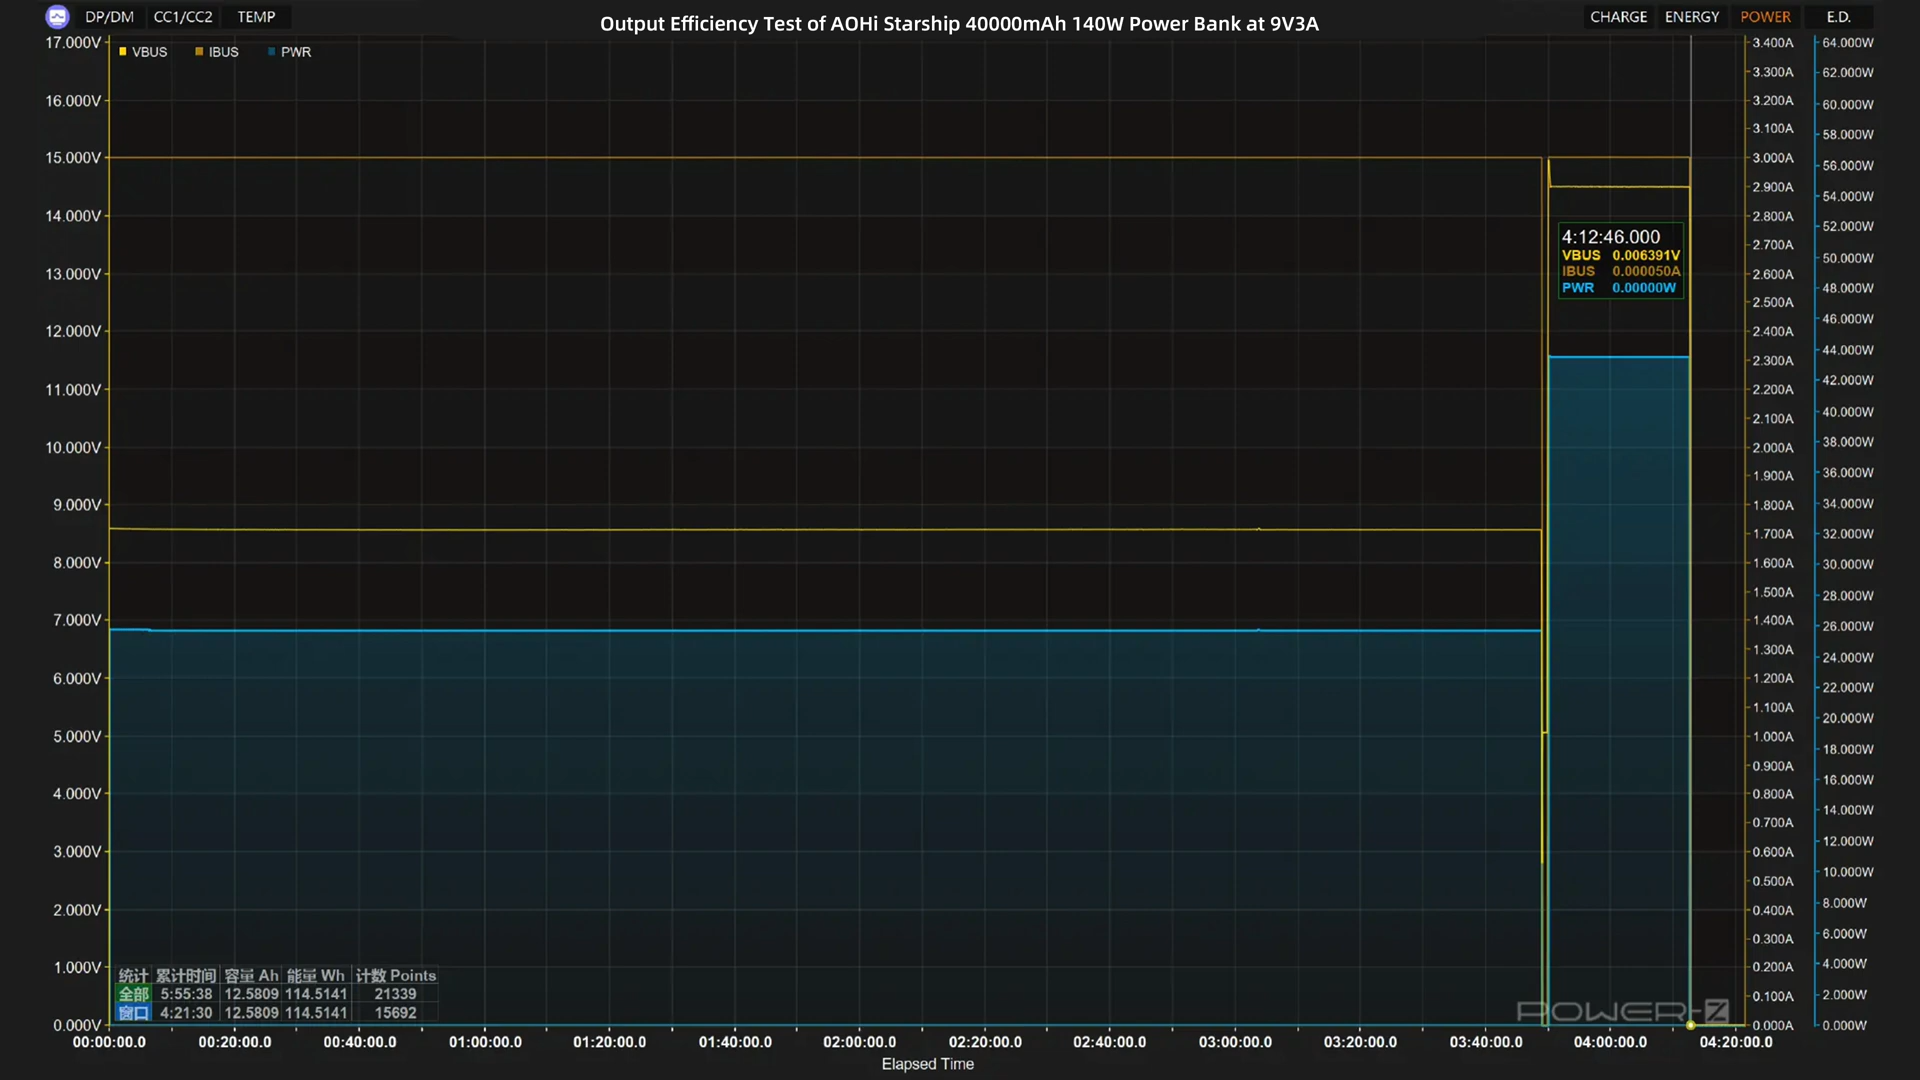 DP/DM CC1/CC2 TEMP Output Efficiency Test of AOHi Starship 40000mAh 140W Power Bank at 9V3A CHARGE ENERGY POWER E.D.
VBUS IBUS PWR
17.000V
16.000V
15.000V
14.000V
13.000V
12.000V
11.000V
10.000V
9.000V
8.000V
7.000V
6.000V
5.000V
4.000V
3.000V
2.000V
1.000V
0.000V
4:12:46.000
VBUS 0.006391V
IBUS 0.000050A
PWR 0.00000W
3.400A
3.300A
3.200A
3.100A
3.000A
2.900A
2.800A
2.700A
2.600A
2.500A
2.400A
2.300A
2.200A
2.100A
2.000A
1.900A
1.800A
1.700A
1.600A
1.500A
1.400A
1.300A
1.200A
1.100A
1.000A
0.900A
0.800A
0.700A
0.600A
0.500A
0.400A
0.300A
0.200A
0.100A
0.000A
64.000W
62.000W
60.000W
58.000W
56.000W
54.000W
52.000W
50.000W
48.000W
46.000W
44.000W
42.000W
40.000W
38.000W
36.000W
34.000W
32.000W
30.000W
28.000W
26.000W
24.000W
22.000W
20.000W
18.000W
16.000W
14.000W
12.000W
10.000W
8.000W
6.000W
4.000W
2.000W
0.000W
统计 累计时间 容量 Ah 能量 Wh 计数 Points
全部 5:55:38 12.5809 114.5141 21339
窗口 4:21:30 12.5809 114.5141 15692
POWER-Z
00:00:00.0 00:20:00.0 00:40:00.0 01:00:00.0 01:20:00.0 01:40:00.0 02:00:00.0 02:20:00.0 02:40:00.0 03:00:00.0 03:20:00.0 03:40:00.0 04:00:00.0 04:20:00.0
Elapsed Time